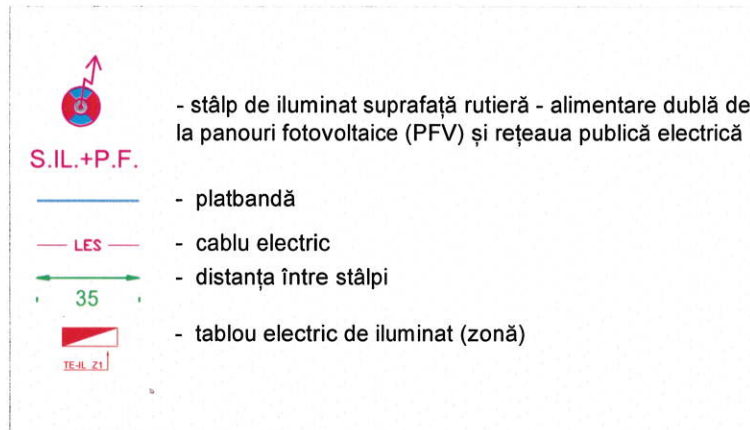 - stâlp de iluminat suprafață rutieră - alimentare dublă de
la panouri fotovoltaice (PFV) și rețeaua publică electrică
S.IL.+P.F.
- platbandă
LES
- cablu electric
- distanța între stâlpi
35
- tablou electric de iluminat (zonă)
TE-IL Z1